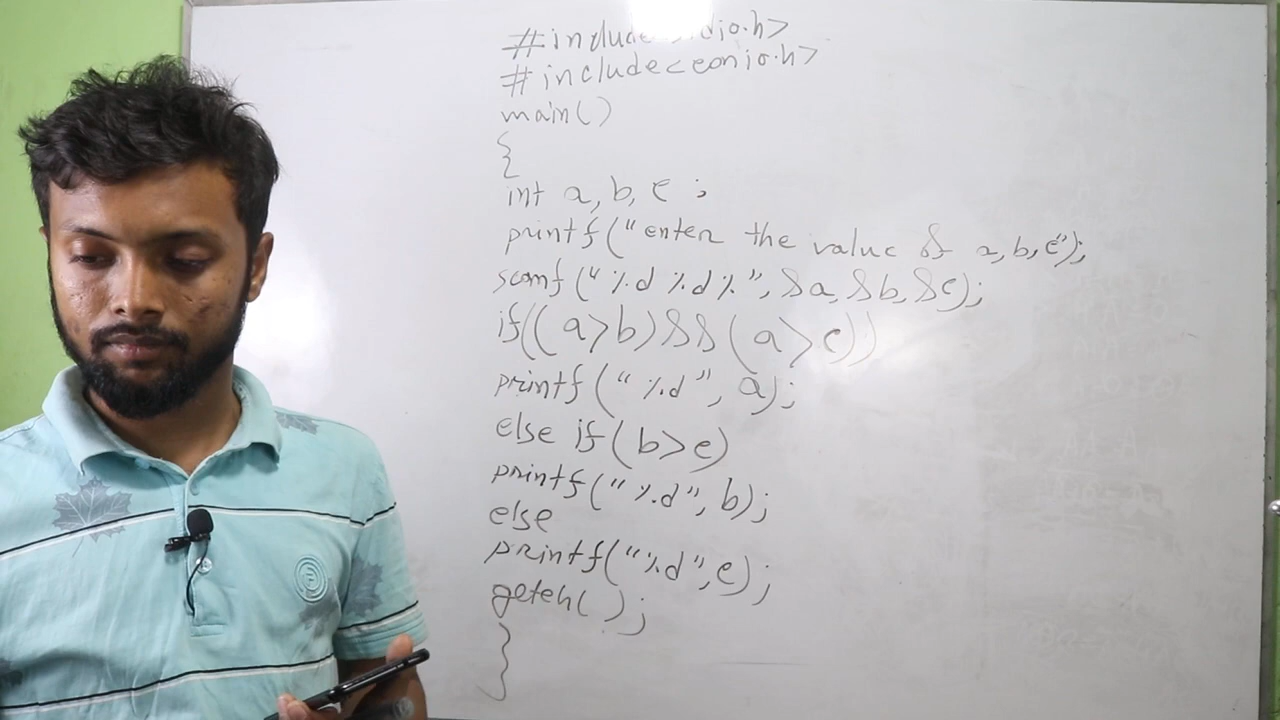 #include<stdio.h>
#include<conio.h>
main()
{
int a, b, c ;
printf("enter the value of a,b,c");
scanf("%d %d %", &a, &b, &c);
if((a>b)&&(a>c))
printf("%d", a);
else if(b>c)
printf("%d", b);
else
printf("%d",c);
getch( );
}